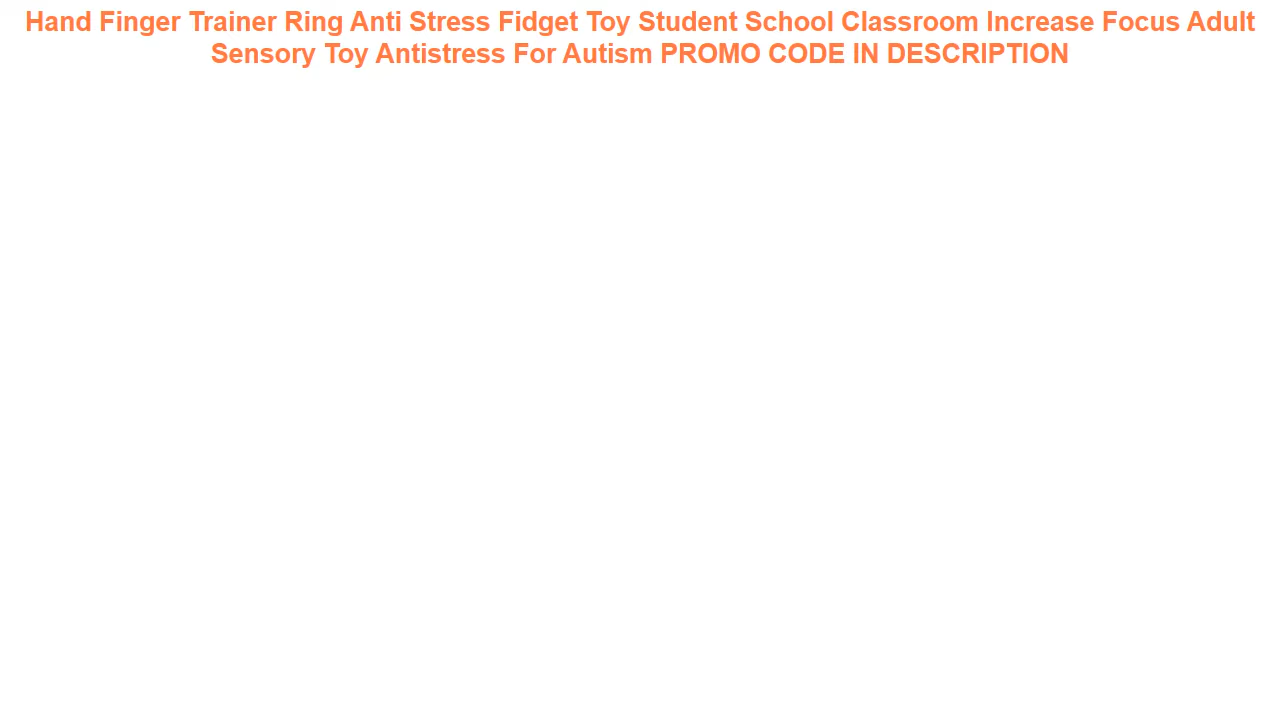 Hand Finger Trainer Ring Anti Stress Fidget Toy Student School Classroom Increase Focus Adult
Sensory Toy Antistress For Autism PROMO CODE IN DESCRIPTION